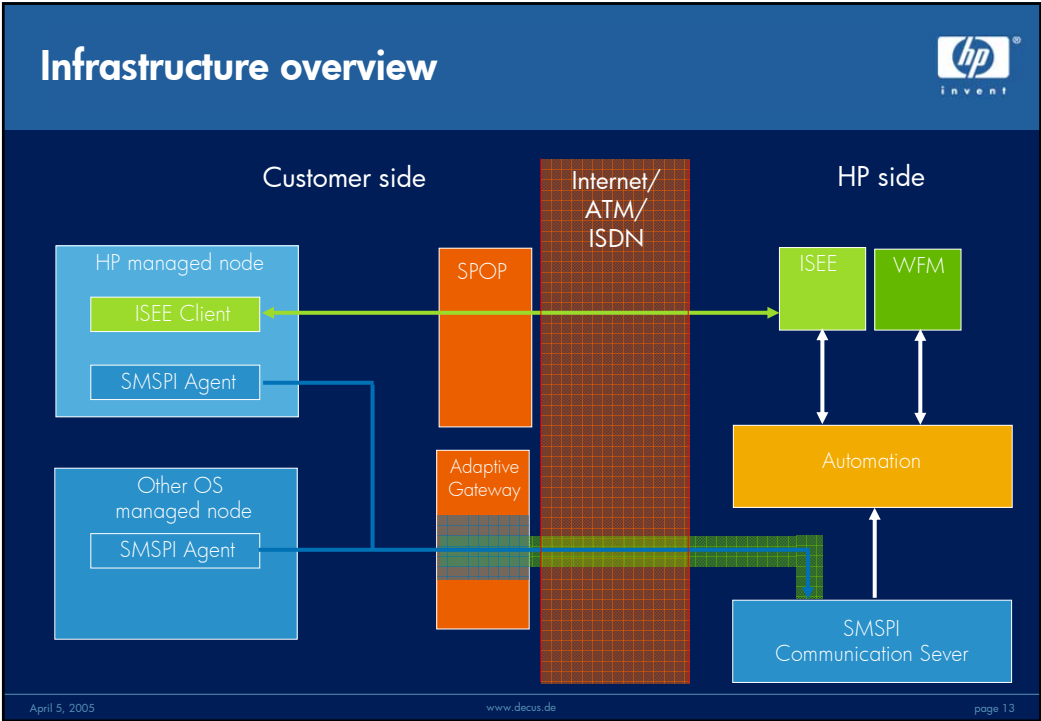 Infrastructure overview
hp
®
invent
Customer side
Internet/
ATM/
ISDN
HP side
HP managed node
ISEE Client
SMSPI Agent
SPOP
ISEE
WFM
Other OS
managed node
SMSPI Agent
Adaptive
Gateway
Automation
SMSPI
Communication Sever
April 5, 2005
www.decus.de
page 13